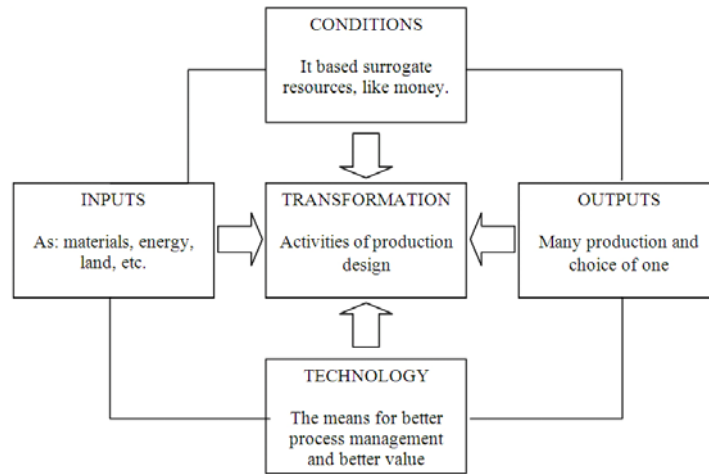 CONDITIONS
It based surrogate
resources, like money.
INPUTS
As: materials, energy,
land, etc.
TRANSFORMATION
Activities of production
design
OUTPUTS
Many production and
choice of one
TECHNOLOGY
The means for better
process management
and better value